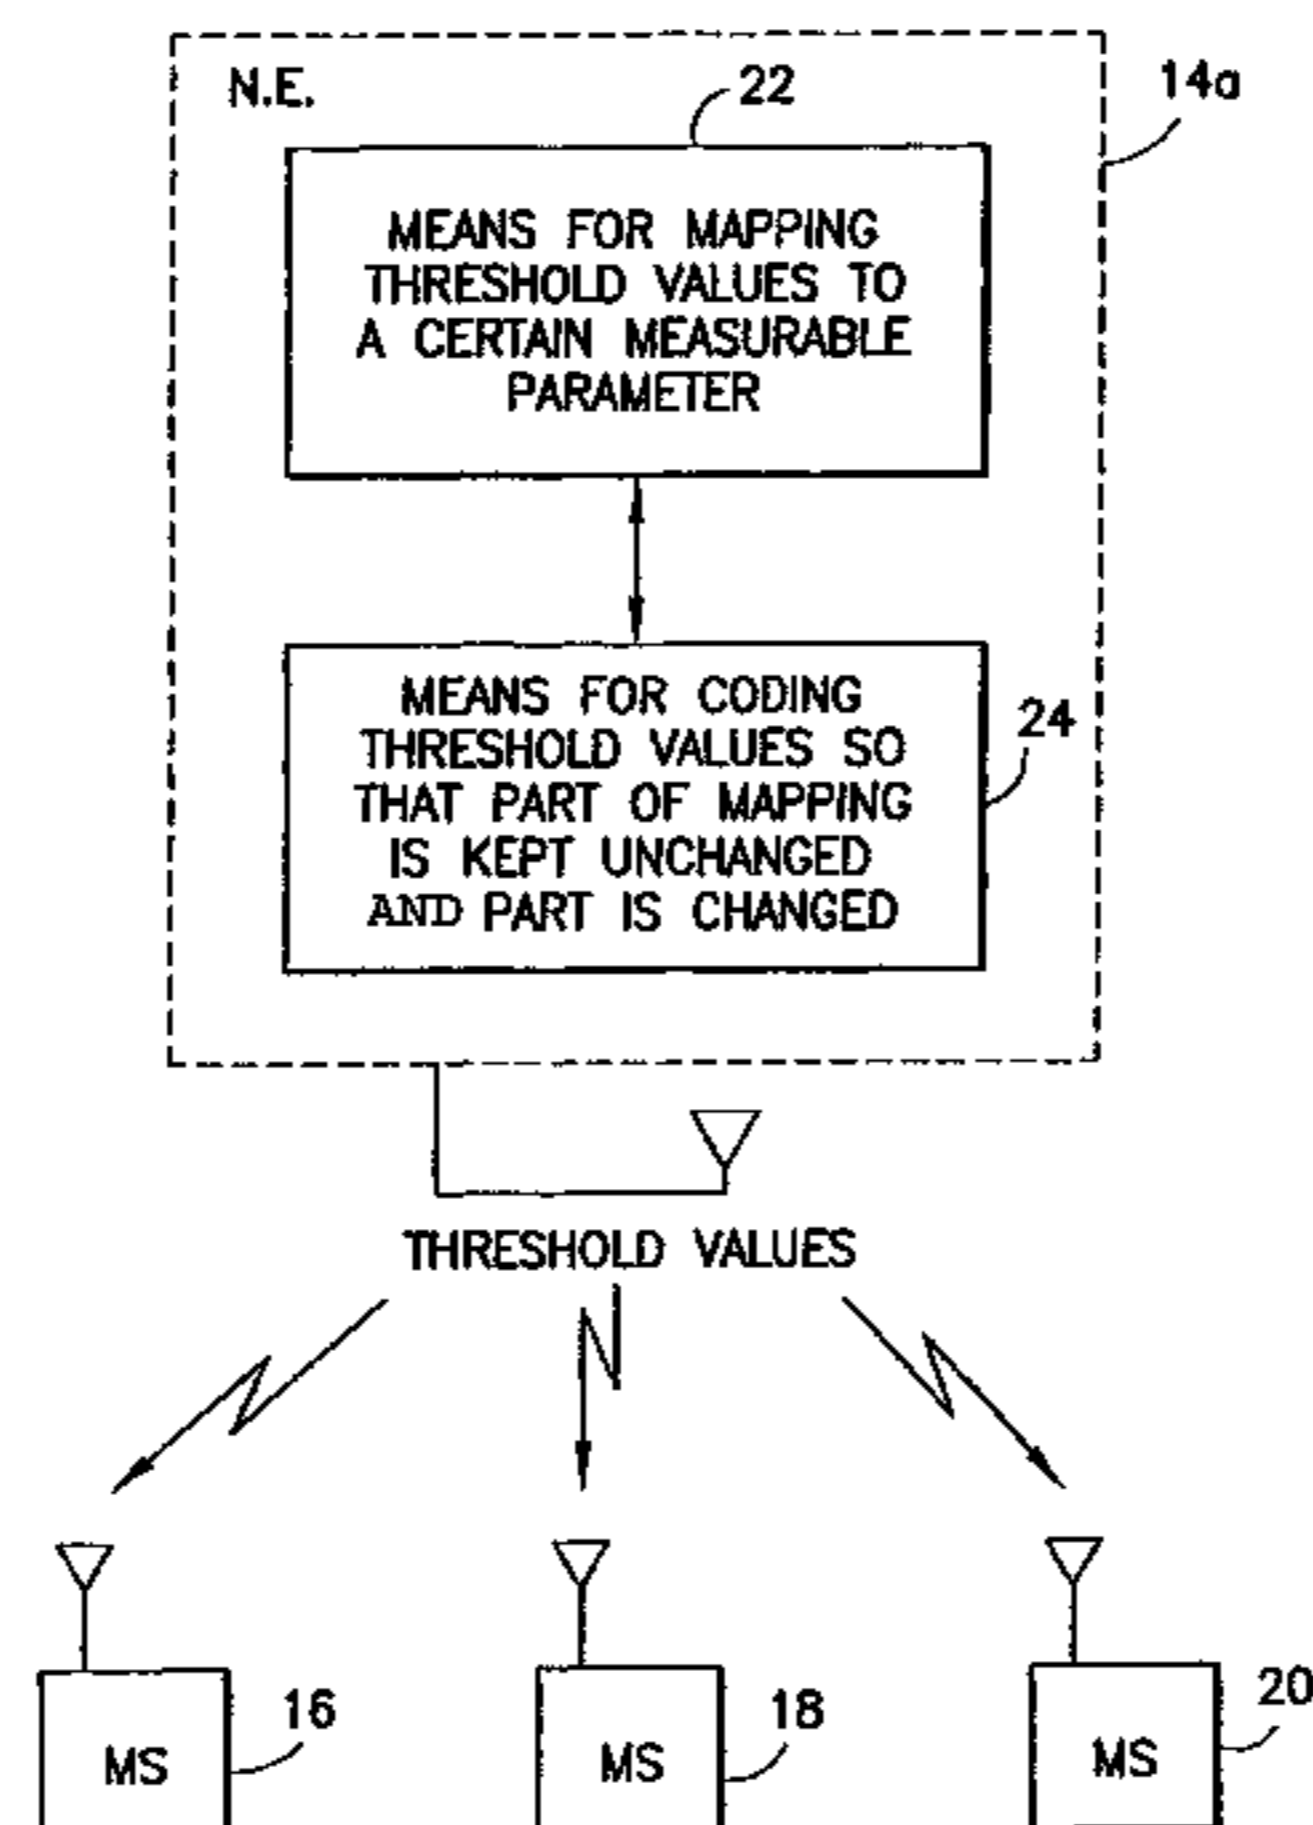 N.E.
22
14a
MEANS FOR MAPPING
THRESHOLD VALUES TO
A CERTAIN MEASURABLE
PARAMETER
MEANS FOR CODING
THRESHOLD VALUES SO
THAT PART OF MAPPING
IS KEPT UNCHANGED
AND PART IS CHANGED
24
THRESHOLD VALUES
MS
16
MS
18
MS
20